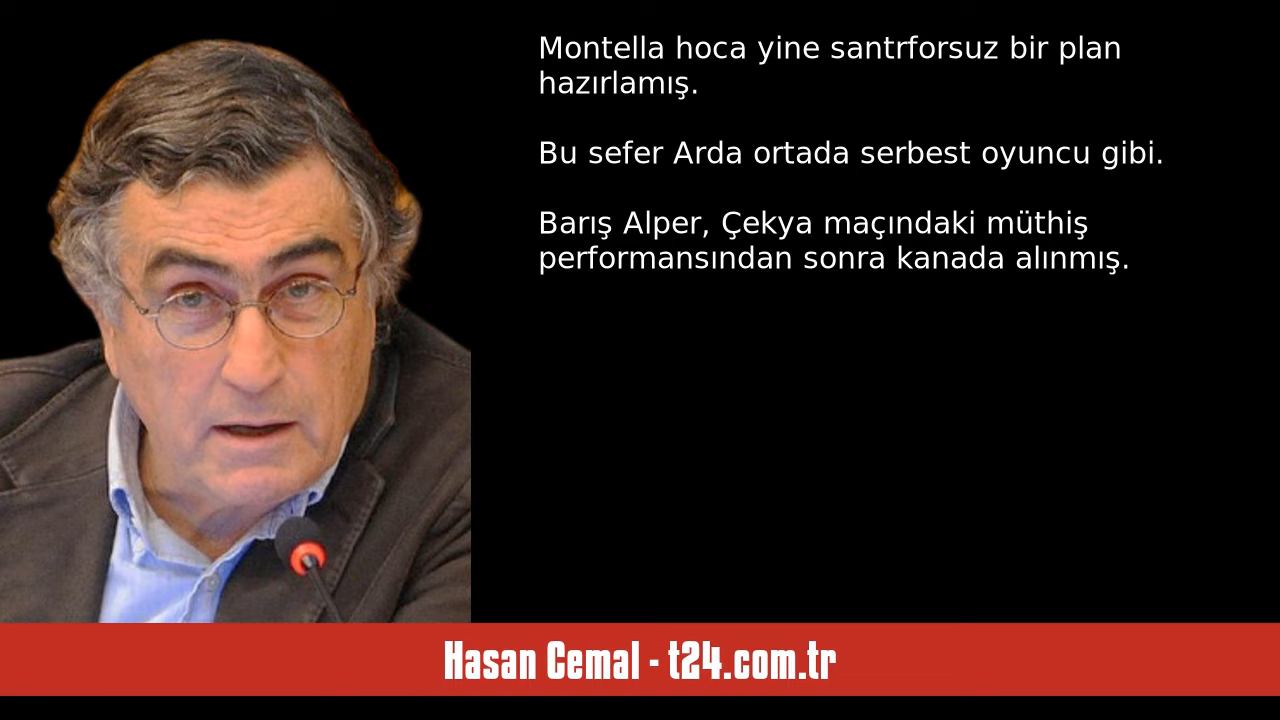 Montella hoca yine santrforsuz bir plan
hazırlamış.
Bu sefer Arda ortada serbest oyuncu gibi.
Barış Alper, Çekya maçındaki müthiş
performansından sonra kanada alınmış.
Hasan Cemal - t24.com.tr